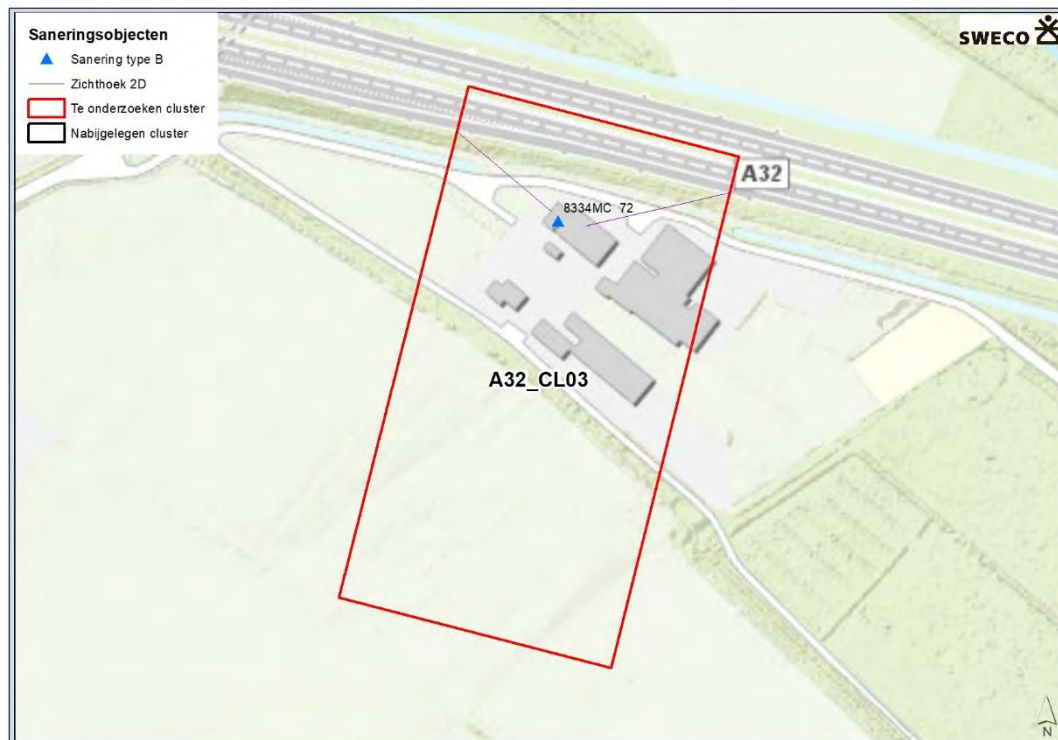 Saneringsobjecten
Sanering type B
Zichthoek 2D
Te onderzoeken cluster
Nabijgelegen cluster
SWECO
A32
8334MC 72
A32_CL03
N